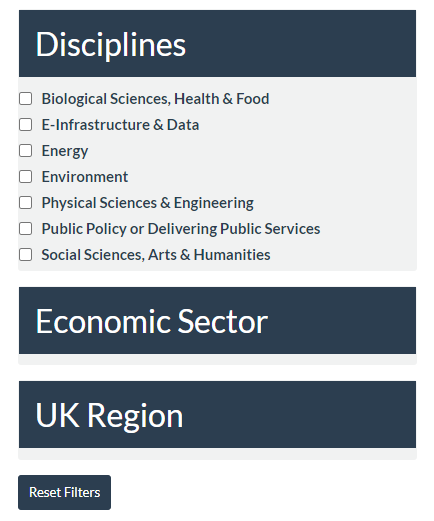 Disciplines
Biological Sciences, Health & Food
E-Infrastructure & Data
Energy
Environment
Physical Sciences & Engineering
Public Policy or Delivering Public Services
Social Sciences, Arts & Humanities
Economic Sector
UK Region
Reset Filters